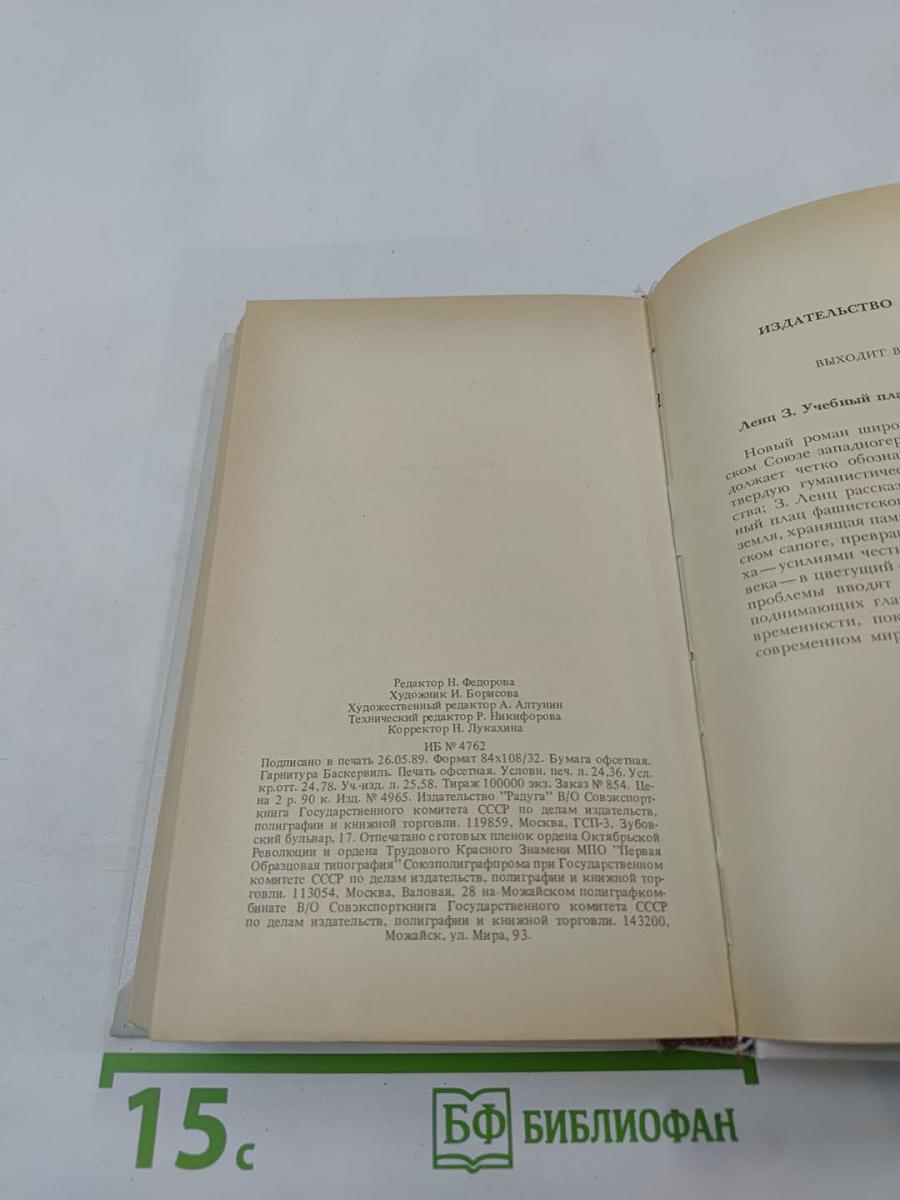 Редактор Н. Федорова
Художник И. Борисова
Художественный редактор А. Алтунин
Технический редактор Р. Никифорова
Корректор Н. Лукахина
ИБ № 4762
Подписано в печать 26.05.89. Формат 84х108/32. Бумага офсетная.
Гарнитура Баскервиль. Печать офсетная. Условн. печ. л. 24,36. Усл.
кр.отт. 24,78. Уч.-изд. л. 25,58. Тираж 100000 экз. Заказ № 854. Це-
на 2 р. 90 к. Изд. № 4965. Издательство "Радуга" В/О Совэкспорт-
книга Государственного комитета СССР по делам издательств,
полиграфии и книжной торговли. 119859, Москва, ГСП-3, Зубов-
ский бульвар, 17. Отпечатано с готовых пленок ордена Октябрьской
Революции и ордена Трудового Красного Знамени МПО "Первая
Образцовая типография" Союзполиграфпрома при Государственном
комитете СССР по делам издательств, полиграфии и книжной тор-
говли. 113054, Москва, Валовая, 28 на Можайском полиграфком-
бинате В/О Совэкспорткнига Государственного комитета СССР
по делам издательств, полиграфии и книжной торговли. 143200,
Можайск, ул. Мира, 93.
ИЗДАТЕЛЬСТВО
ВЫХОДИТ В
Ленц З. Учебный пла
Новый роман широ
ском Союзе западногер
должает четко обозна
твердую гуманистичес
ства; З. Ленц расска
ный плац фашистско
земля, хранящая пам
ском сапоге, превра
ха—усилиями чест
века—в цветущий
проблемы вводят
поднимающих гла
временности, пок
современном мир
15 с
БФ БИБЛИОФАН